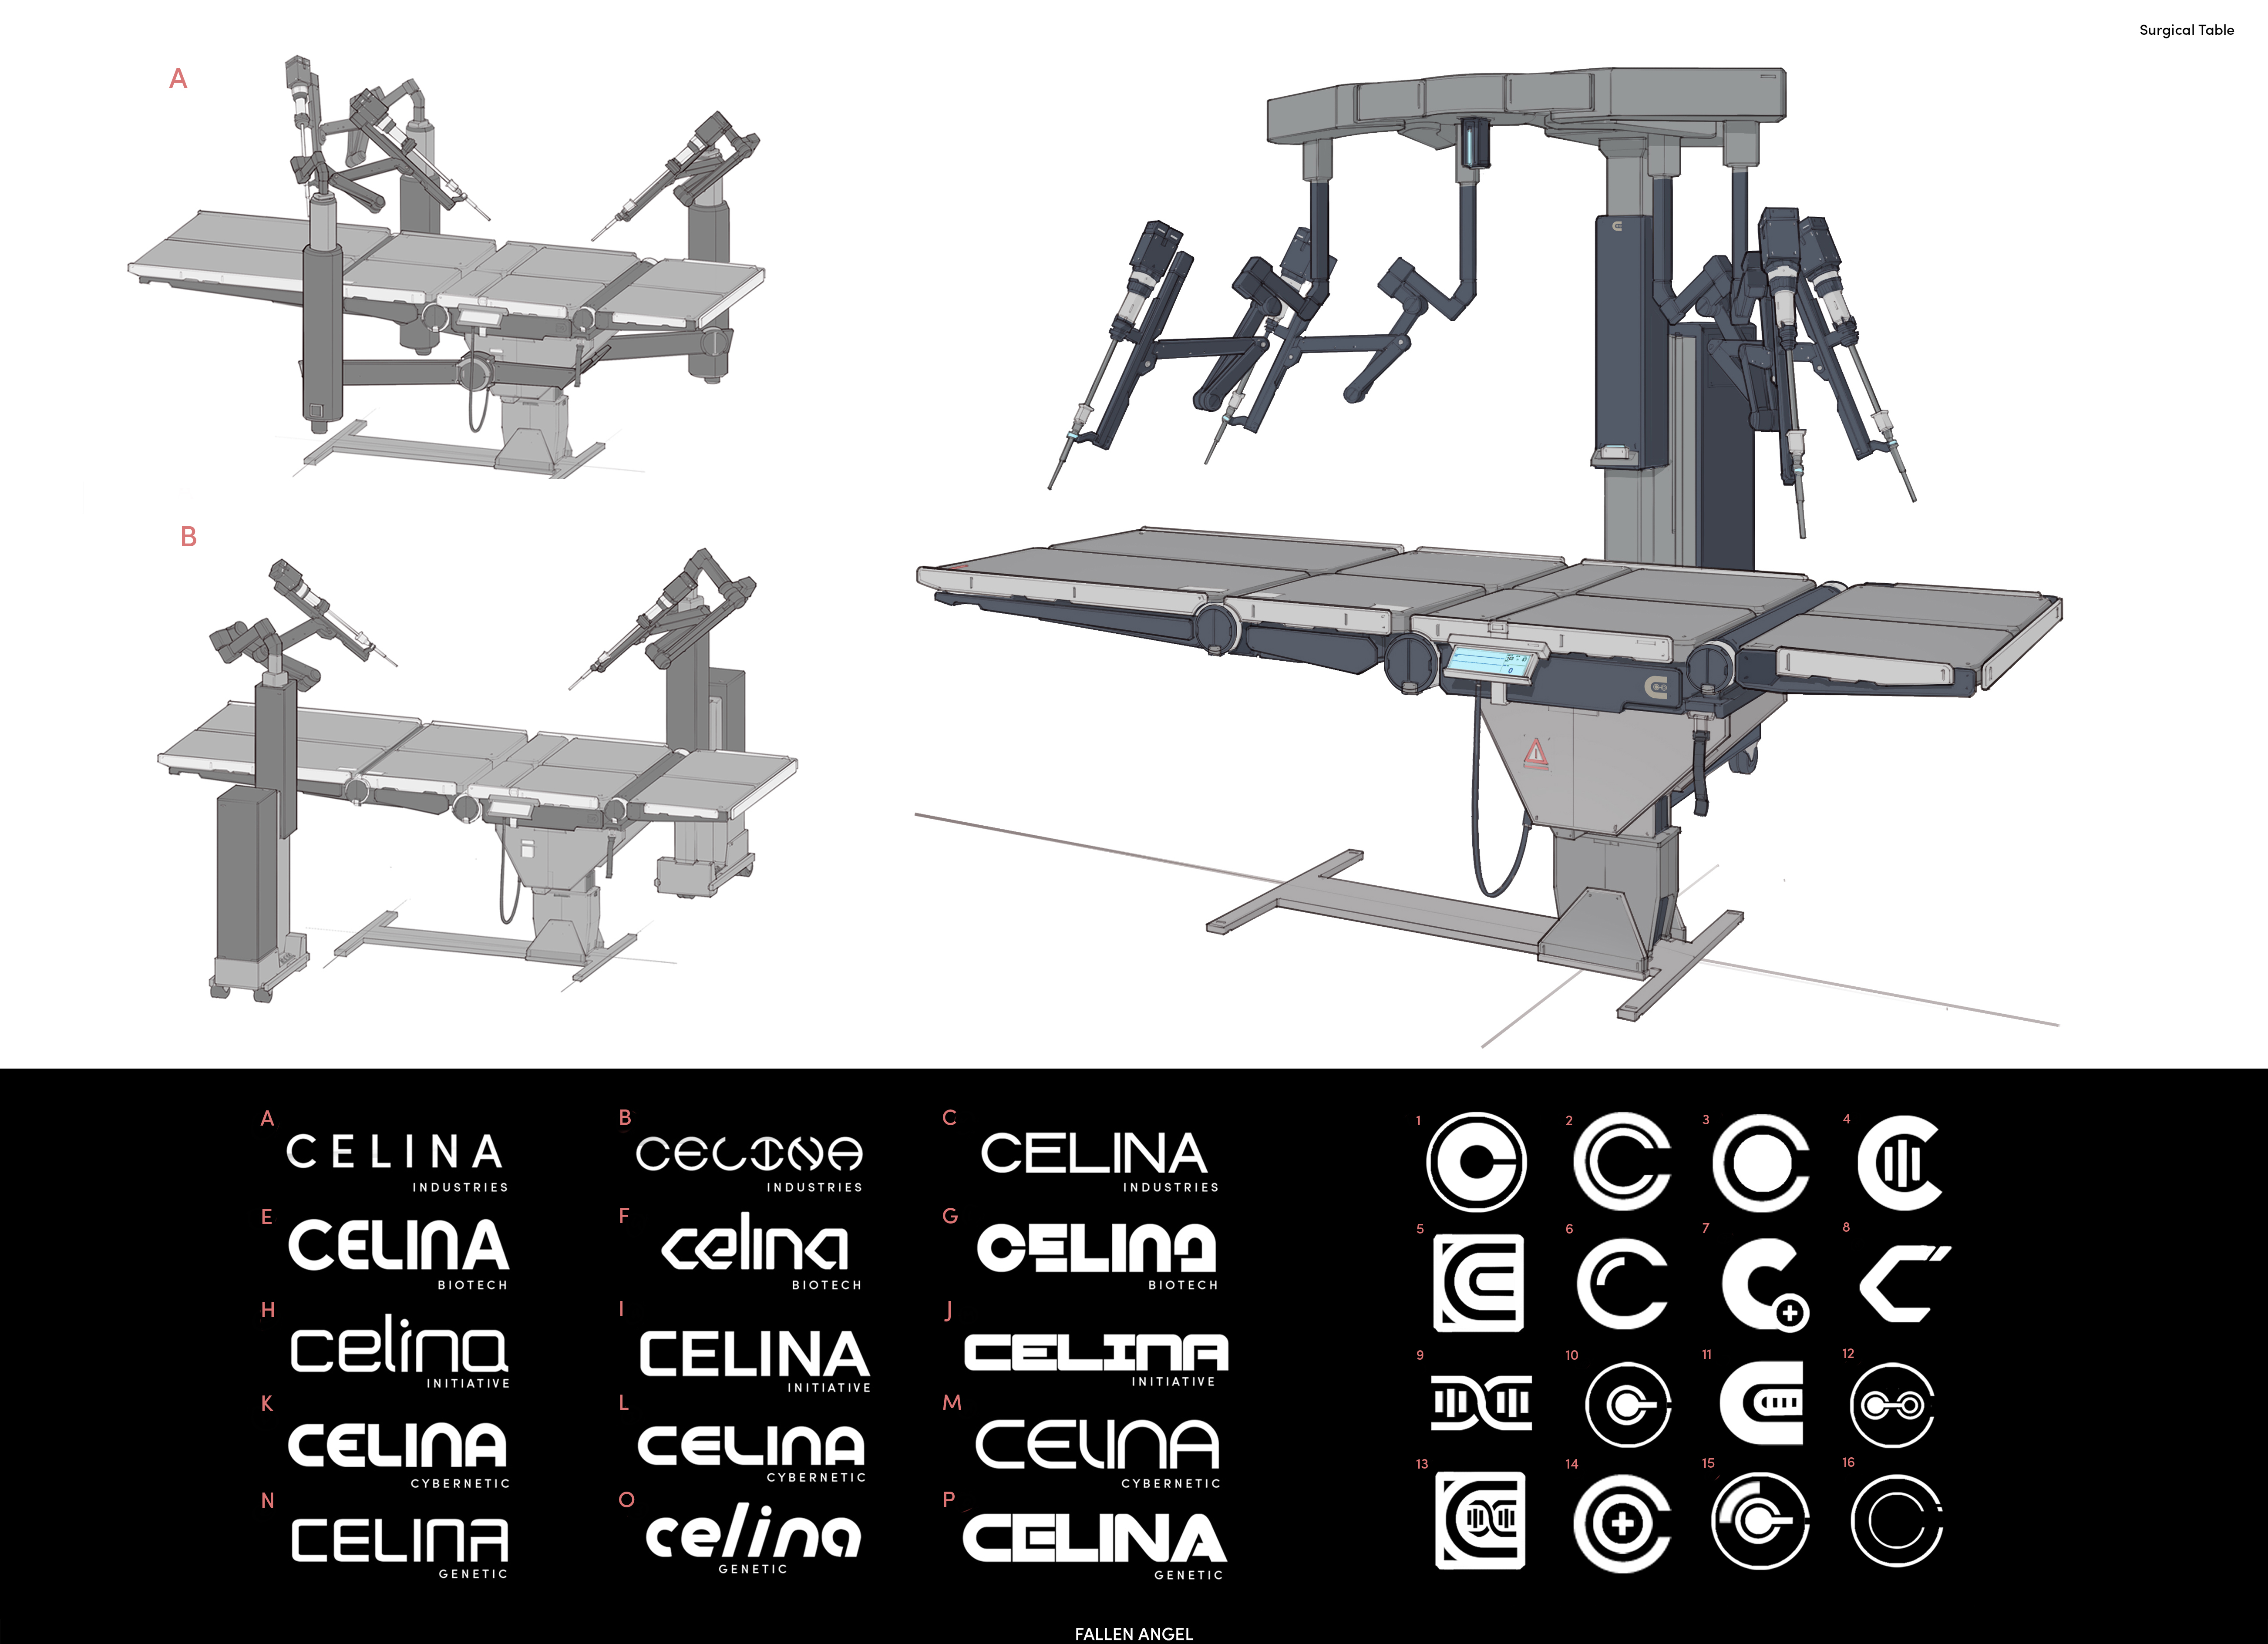 Surgical Table
A
B
A
CELINA
INDUSTRIES
B
CELINA
INDUSTRIES
C
CELINA
INDUSTRIES
E
CELINA
BIOTECH
F
celina
BIOTECH
G
CELINA
BIOTECH
H
celina
INITIATIVE
I
CELINA
INITIATIVE
J
CELINA
INITIATIVE
K
CELINA
CYBERNETIC
L
CELINA
CYBERNETIC
M
CELINA
CYBERNETIC
N
CELINA
GENETIC
O
celina
GENETIC
P
CELINA
GENETIC
1
2
3
4
5
6
7
8
9
10
11
12
13
14
15
16
FALLEN ANGEL